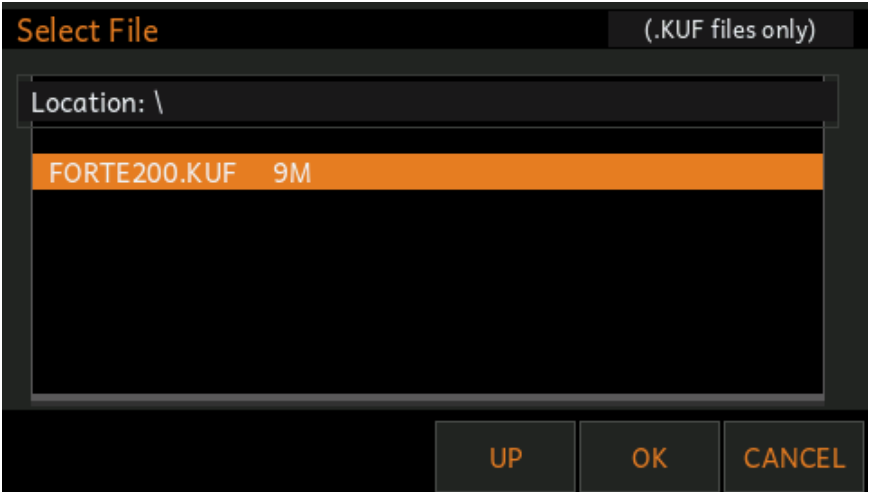 Select File (.KUF files only)
Location: \
FORTE200.KUF 9M
UP OK CANCEL